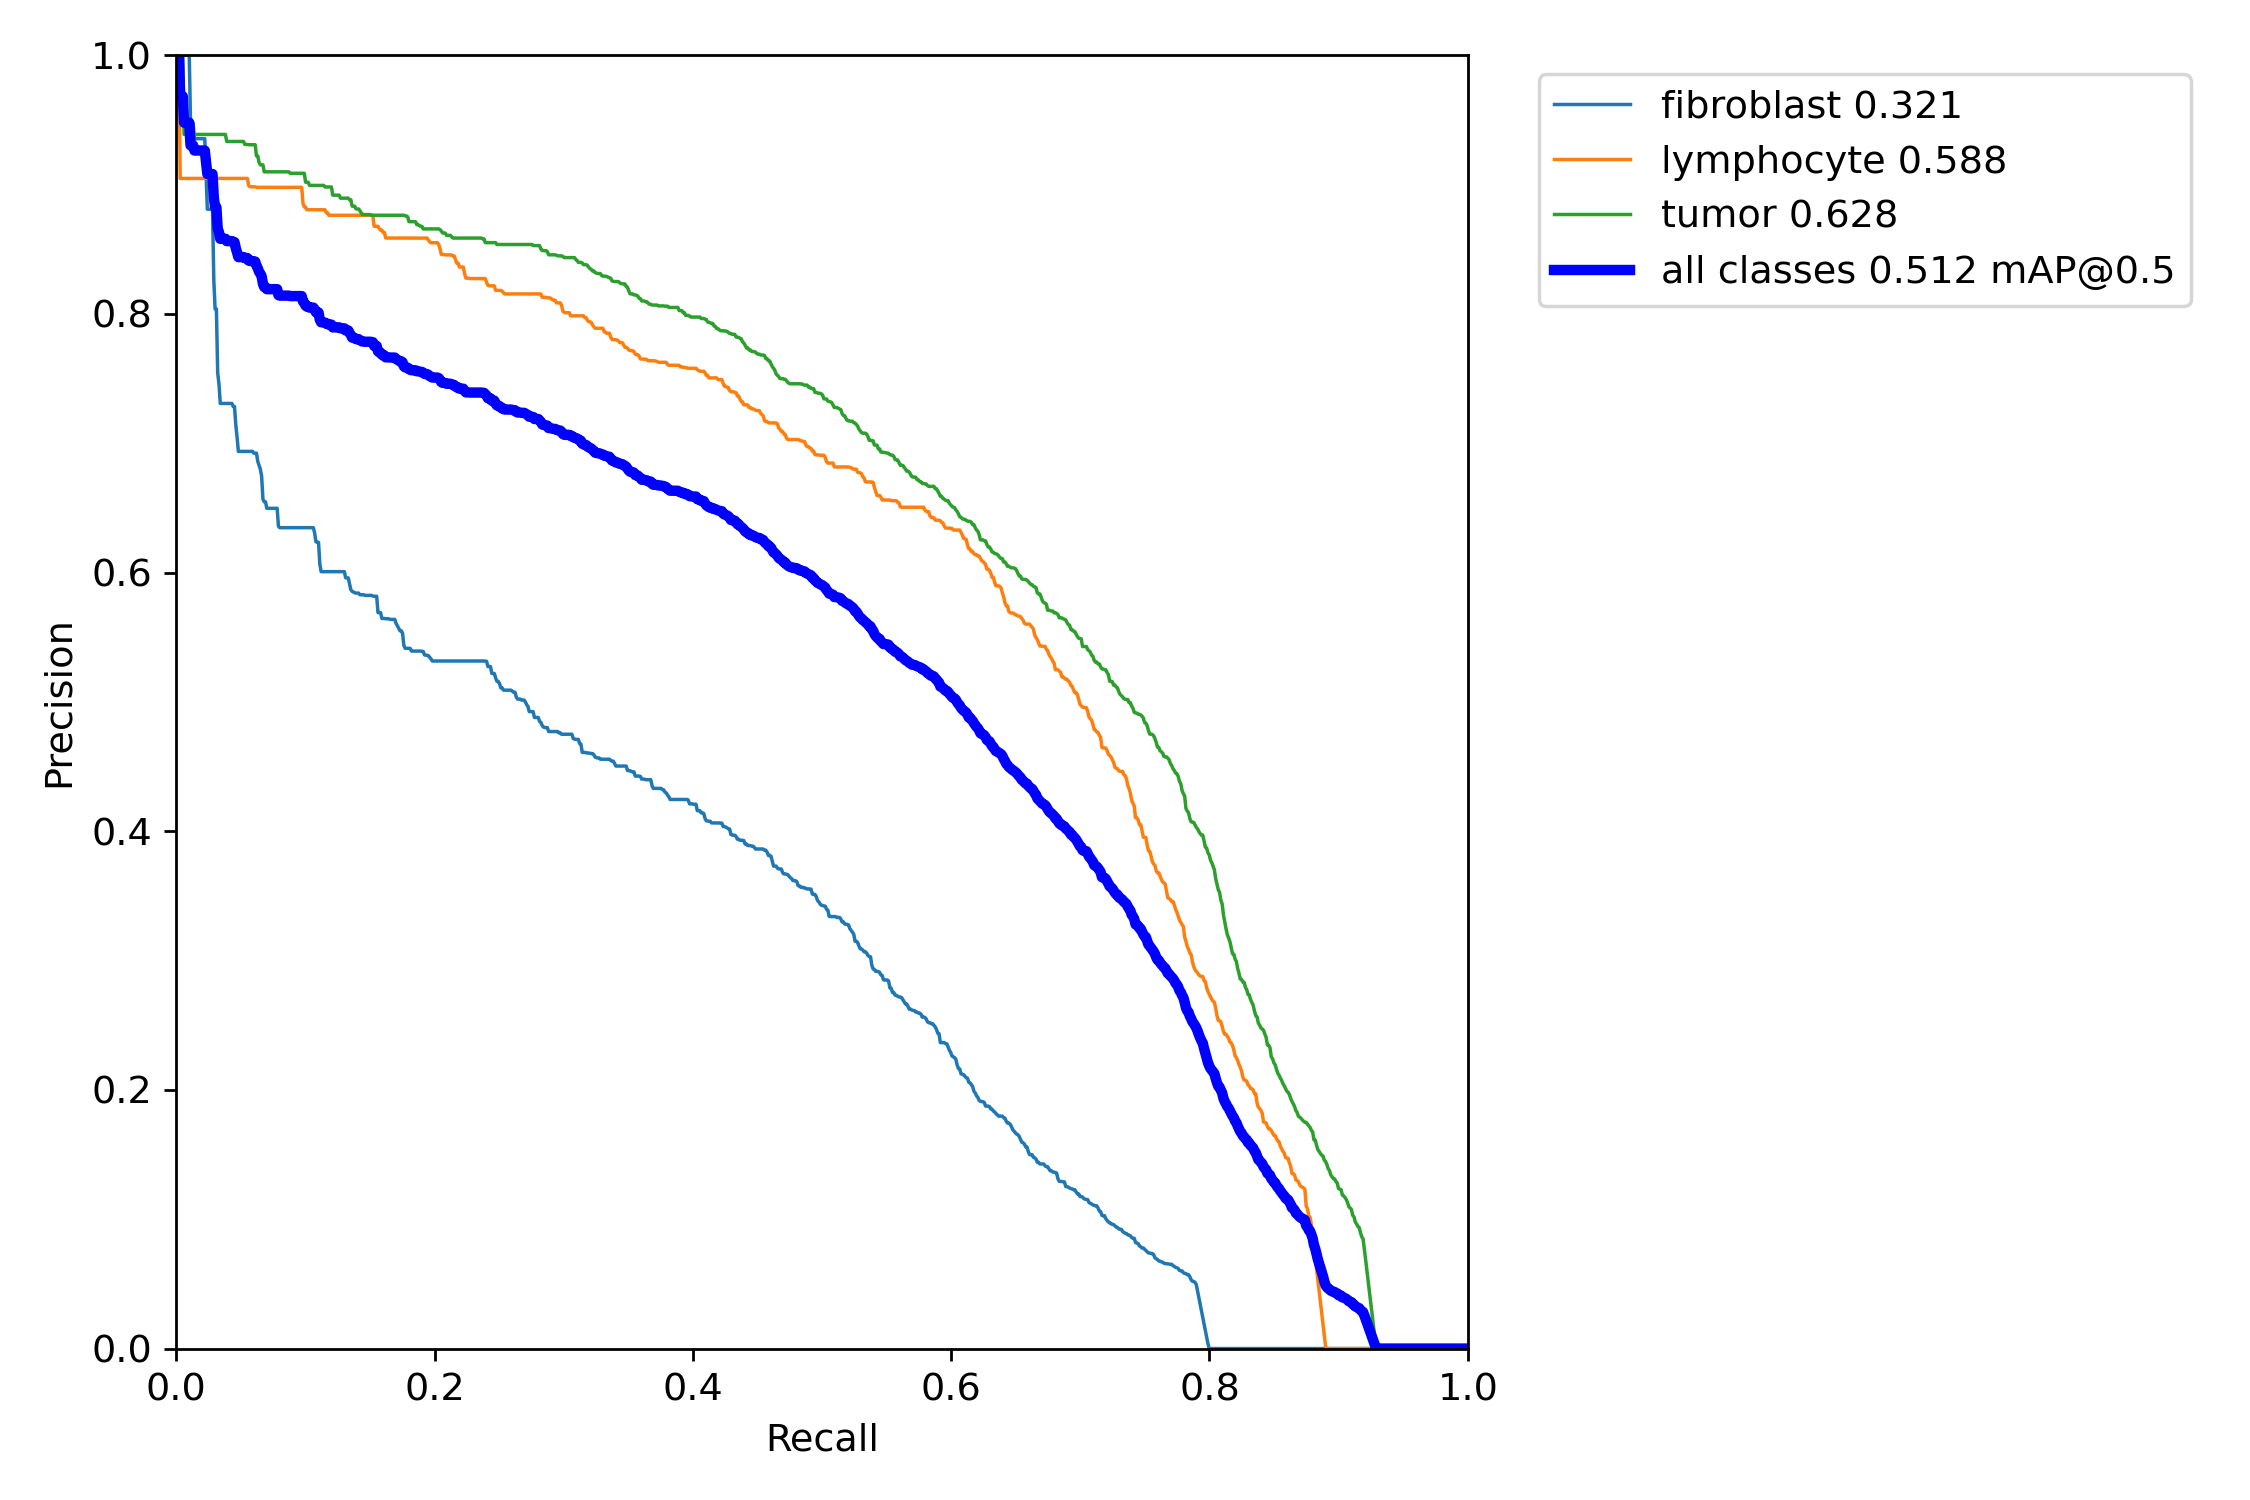 fibroblast 0.321
lymphocyte 0.588
tumor 0.628
all classes 0.512 mAP@0.5
Precision
1.0
0.8
0.6
0.4
0.2
0.0
0.0 0.2 0.4 0.6 0.8 1.0
Recall